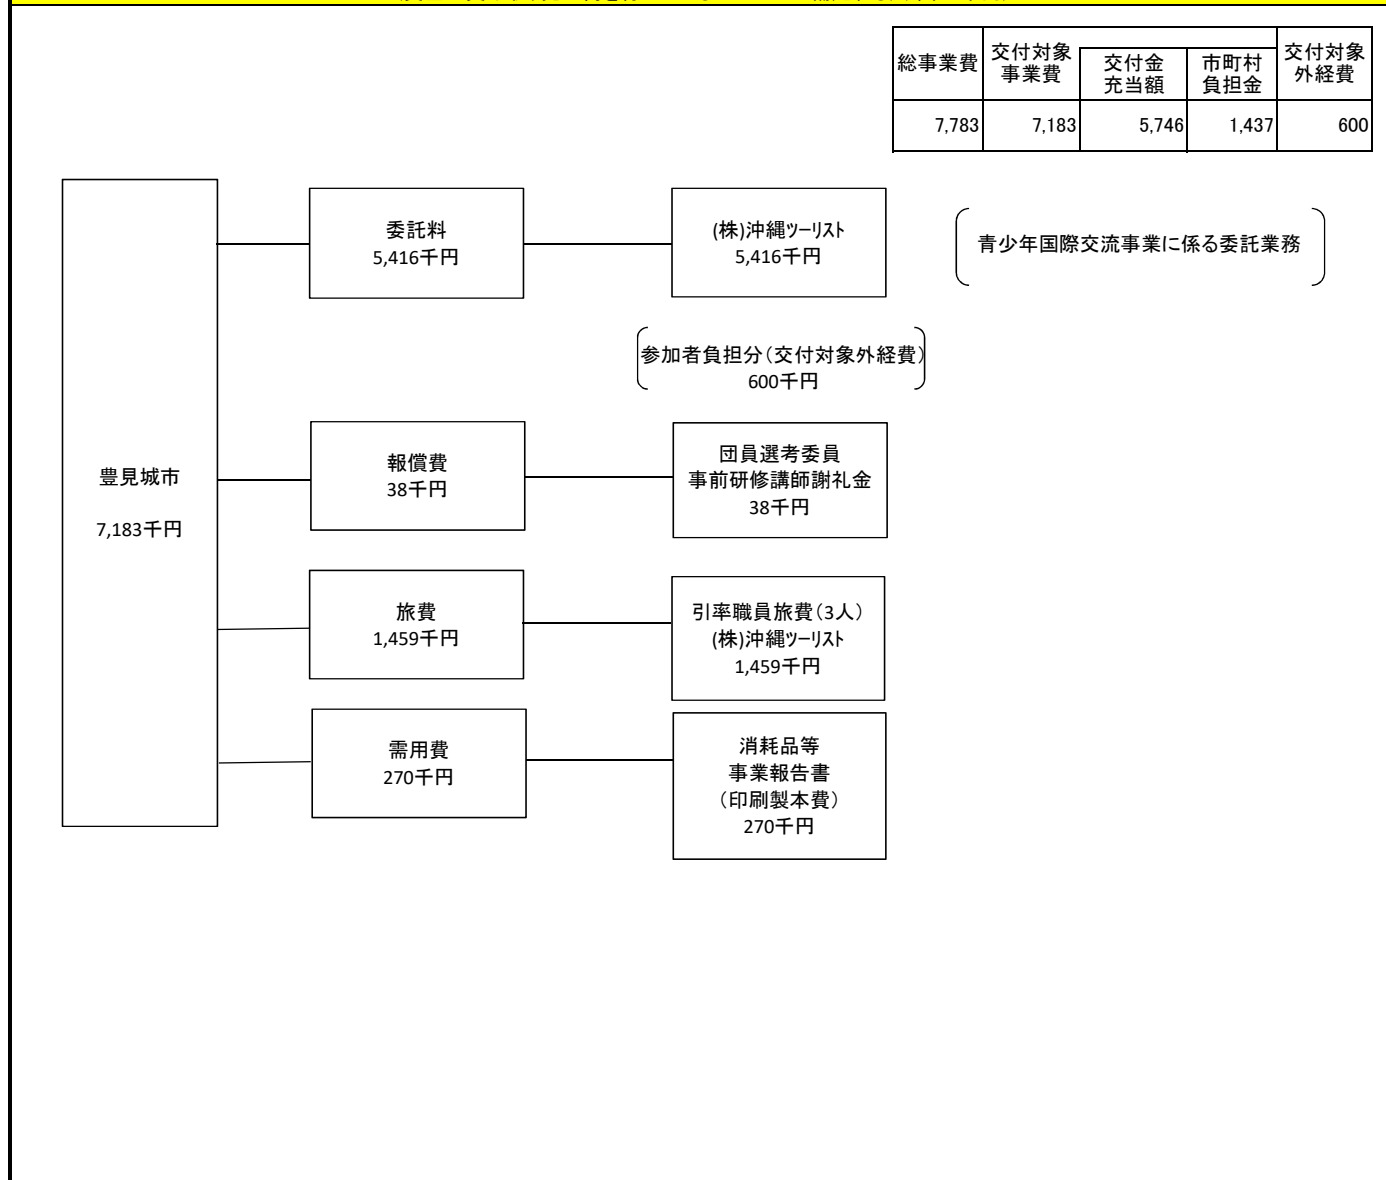 総事業費
交付対象
事業費
交付金
充当額
市町村
負担金
交付対象
外経費
7,783
7,183
5,746
1,437
600
委託料
5,416千円
(株)沖縄ﾂｰﾘｽﾄ
5,416千円
青少年国際交流事業に係る委託業務
参加者負担分（交付対象外経費）
600千円
豊見城市
7,183千円
報償費
38千円
団員選考委員
事前研修講師謝礼金
38千円
旅費
1,459千円
引率職員旅費（3人）
(株)沖縄ﾂｰﾘｽﾄ
1,459千円
需用費
270千円
消耗品等
事業報告書
（印刷製本費）
270千円